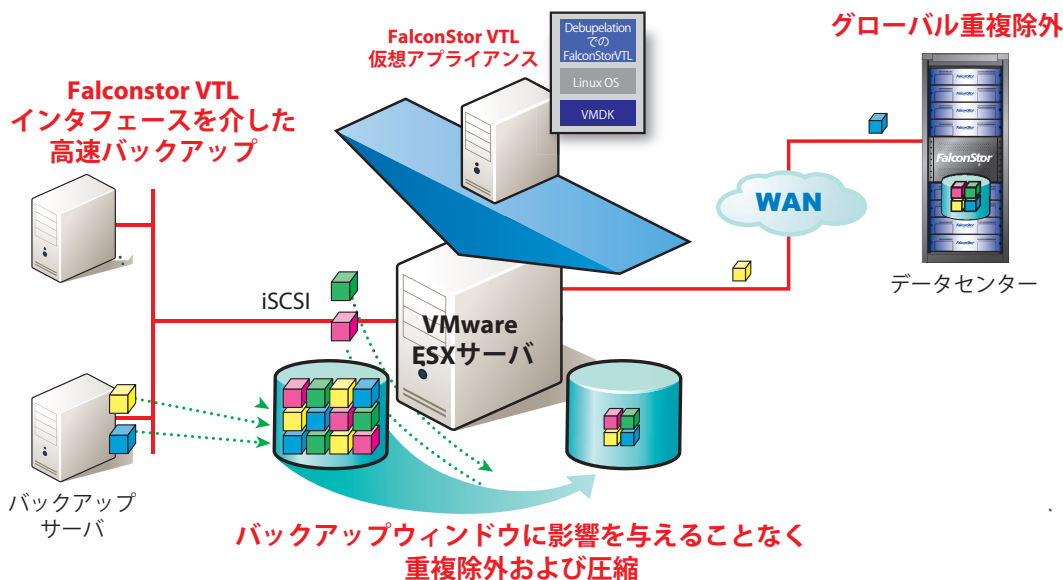 FalconStor VTL
仮想アプライアンス
Debupelation
での
FalconStorVTL
Linux OS
VMDK
グローバル重複除外
Falconstor VTL
インタフェースを介した
高速バックアップ
FalconStor
WAN
データセンター
iSCSI
VMware
ESXサーバ
バックアップ
サーバ
バックアップウィンドウに影響を与えることなく
重複除外および圧縮